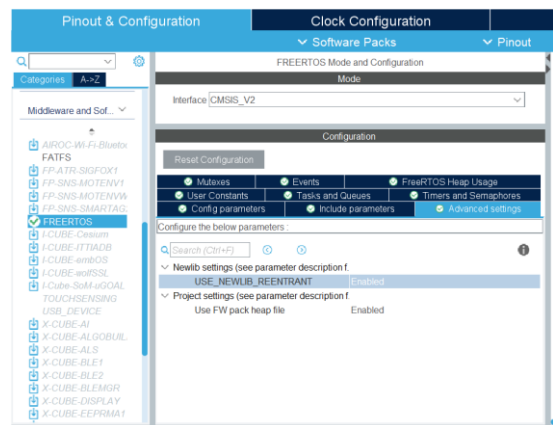 Pinout & Configuration
Clock Configuration
Software Packs
Pinout
Categories
A->Z
Middleware and Sof...
AIROC-Wi-Fi-Bluetoo
FATFS
FP-ATR-SIGFOX1
FP-SNS-MOTENV1
FP-SNS-MOTENVW
FP-SNS-SMARTAG:
FREERTOS
I-CUBE-Cesium
I-CUBE-ITTIADB
I-CUBE-embOS
I-CUBE-wolfSSL
I-Cube-SoM-uGOAL
TOUCHSENSING
USB_DEVICE
X-CUBE-AI
X-CUBE-ALGOBUIL
X-CUBE-ALS
X-CUBE-BLE1
X-CUBE-BLE2
X-CUBE-BLEMGR
X-CUBE-DISPLAY
X-CUBE-EEPRMA1
FREERTOS Mode and Configuration
Mode
Interface CMSIS_V2
Configuration
Reset Configuration
Mutexes
Events
FreeRTOS Heap Usage
User Constants
Tasks and Queues
Timers and Semaphores
Config parameters
Include parameters
Advanced settings
Configure the below parameters :
Search (Ctrl+F)
Newlib settings (see parameter description f.
USE_NEWLIB_REENTRANT Enabled
Project settings (see parameter description f.
Use FW pack heap file Enabled